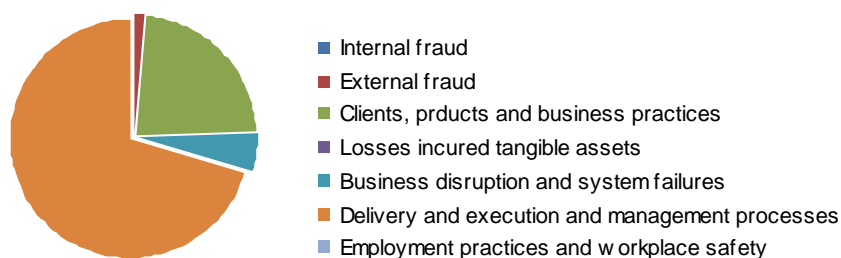 Internal fraud
External fraud
Clients, prducts and business practices
Losses incured tangible assets
Business disruption and system failures
Delivery and execution and management processes
Employment practices and workplace safety